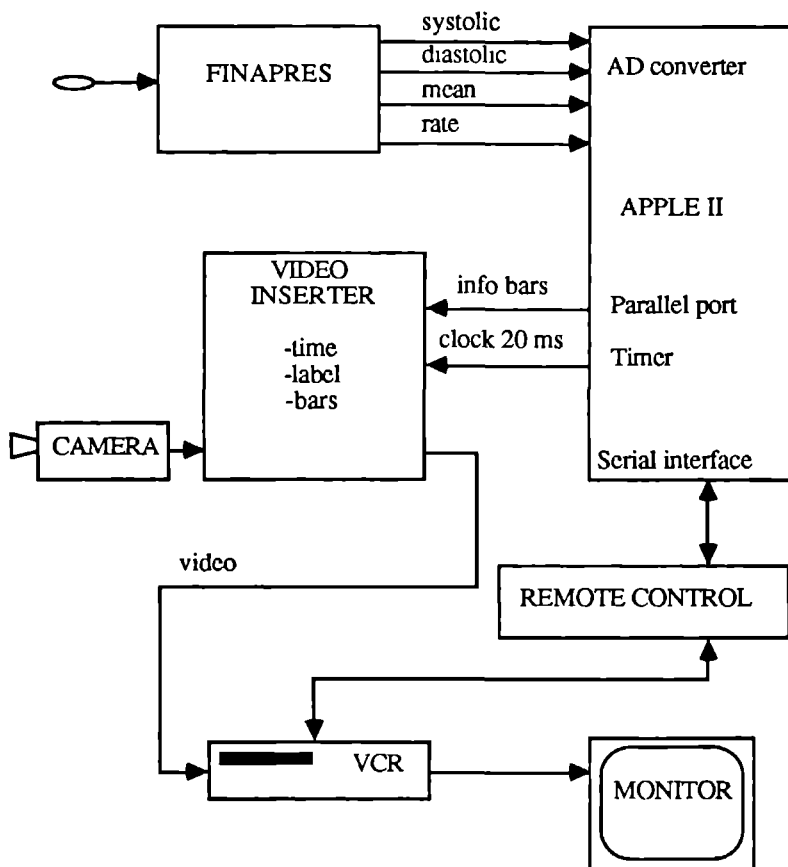 systolic
FINAPRES
diastolic
AD converter
mean
rate
APPLE II
VIDEO
INSERTER
info bars
Parallel port
-time
clock 20 ms
Timer
-label
-bars
CAMERA
Serial interface
video
REMOTE CONTROL
VCR
MONITOR